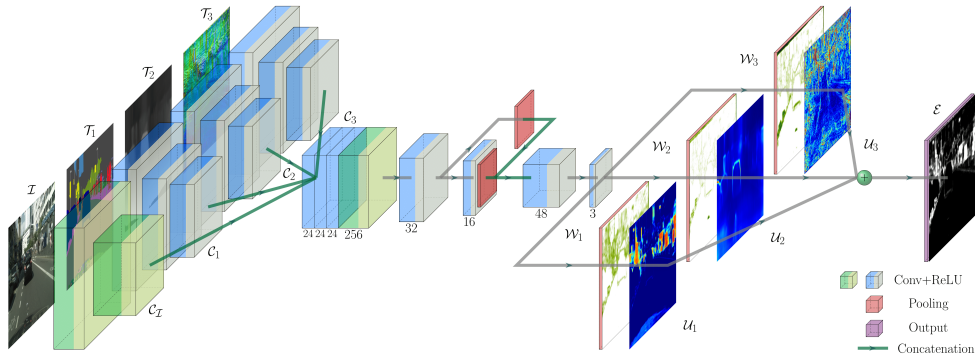 𝓘
𝓣₁
𝓣₂
𝓣₃
𝓒_𝓘
𝓒₁
𝓒₂
𝓒₃
24 24 24 256
32
16
48
3
𝓦₁
𝓦₂
𝓦₃
𝓤₁
𝓤₂
𝓤₃
+
𝓔
Conv+ReLU
Pooling
Output
Concatenation